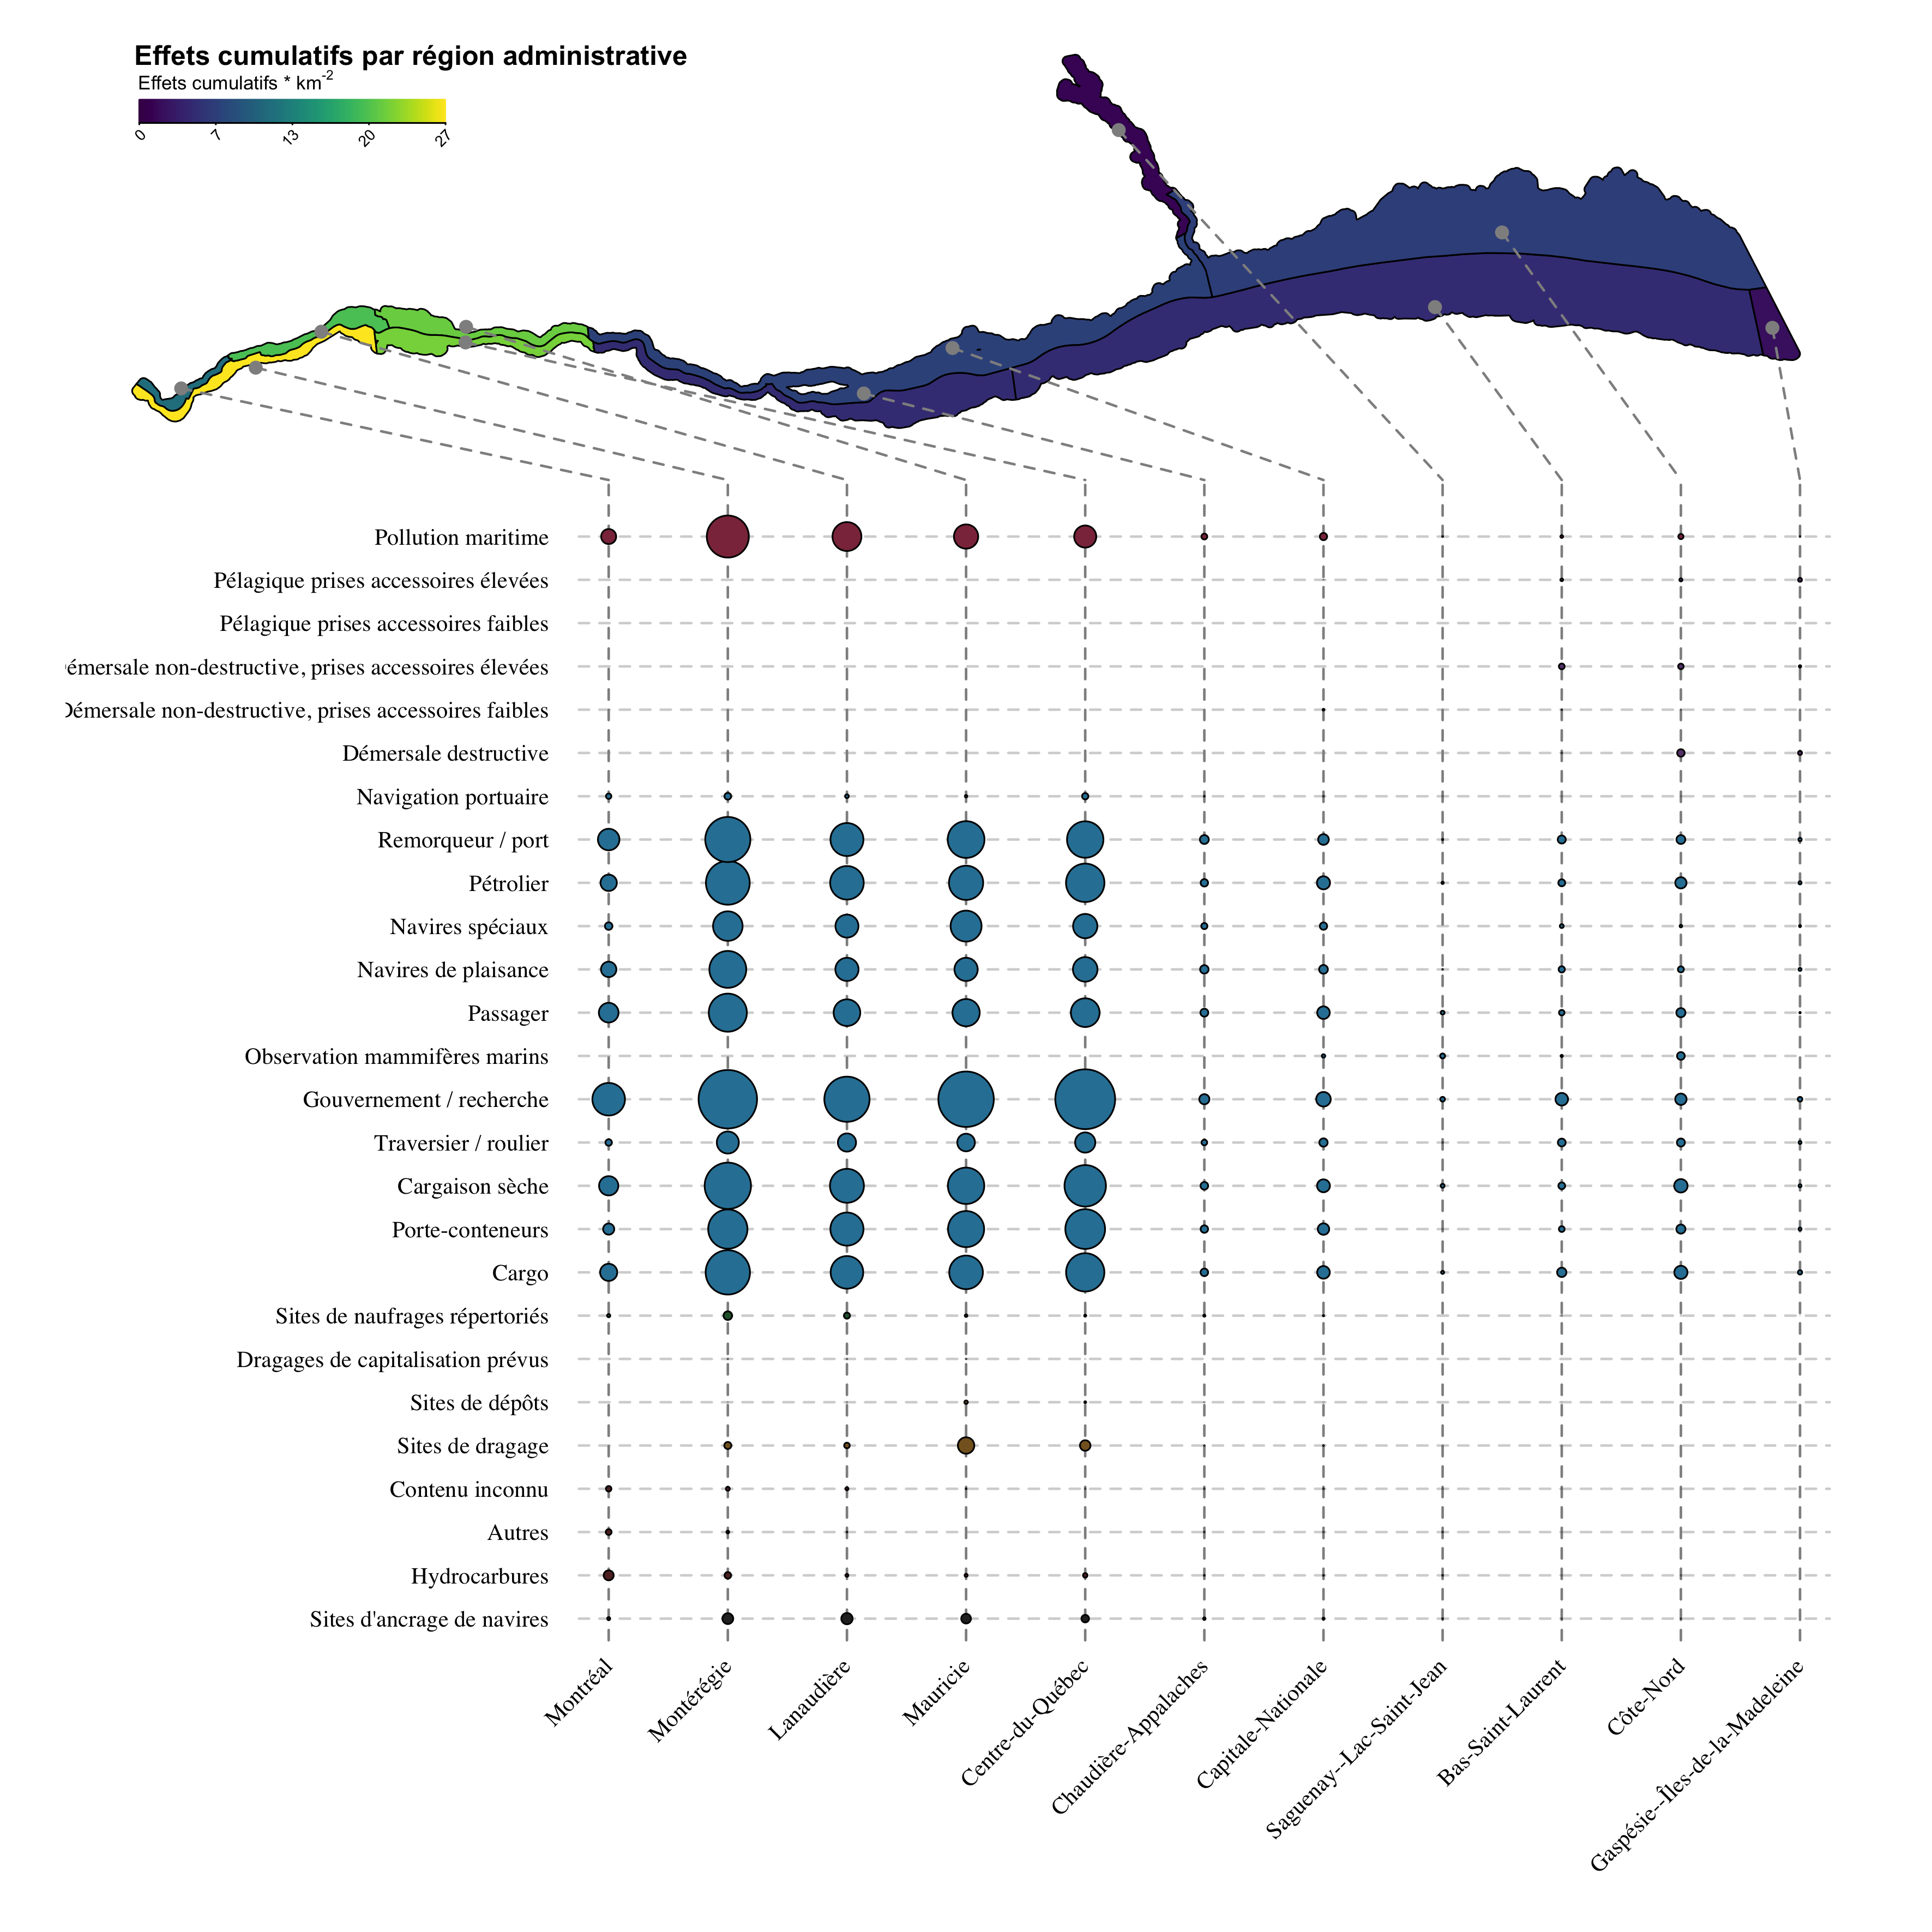 Effets cumulatifs par région administrative
Effets cumulatifs * km-2
0 7 13 20 27
Pollution maritime
Pélagique prises accessoires élevées
Pélagique prises accessoires faibles
émersale non-destructive, prises accessoires élevées
Démersale non-destructive, prises accessoires faibles
Démersale destructive
Navigation portuaire
Remorqueur / port
Pétrolier
Navires spéciaux
Navires de plaisance
Passager
Observation mammifères marins
Gouvernement / recherche
Traversier / roulier
Cargaison sèche
Porte-conteneurs
Cargo
Sites de naufrages répertoriés
Dragages de capitalisation prévus
Sites de dépôts
Sites de dragage
Contenu inconnu
Autres
Hydrocarbures
Sites d'ancrage de navires
Montréal
Montérégie
Lanaudière
Mauricie
Centre-du-Québec
Chaudière-Appalaches
Capitale-Nationale
Saguenay--Lac-Saint-Jean
Bas-Saint-Laurent
Côte-Nord
Gaspésie--Îles-de-la-Madeleine